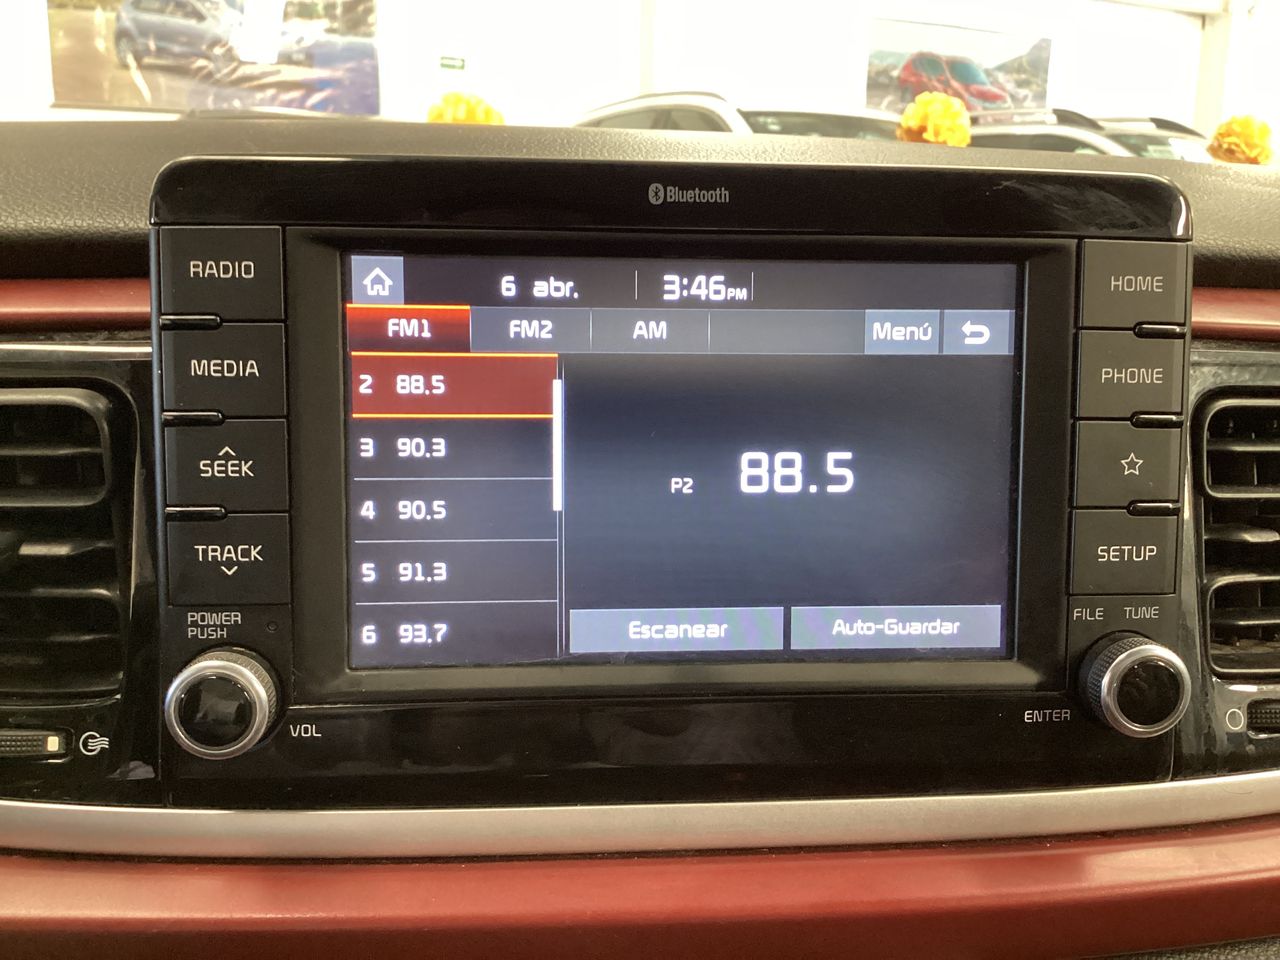 Bluetooth
RADIO
MEDIA
SEEK
TRACK
POWER
PUSH
VOL
6 abr.
3:46PM
FM1
FM2
AM
Menú
2 88.5
3 90.3
4 90.5
5 91.3
6 93.7
P2 88.5
Escanear
Auto-Guardar
HOME
PHONE
SETUP
FILE
TUNE
ENTER